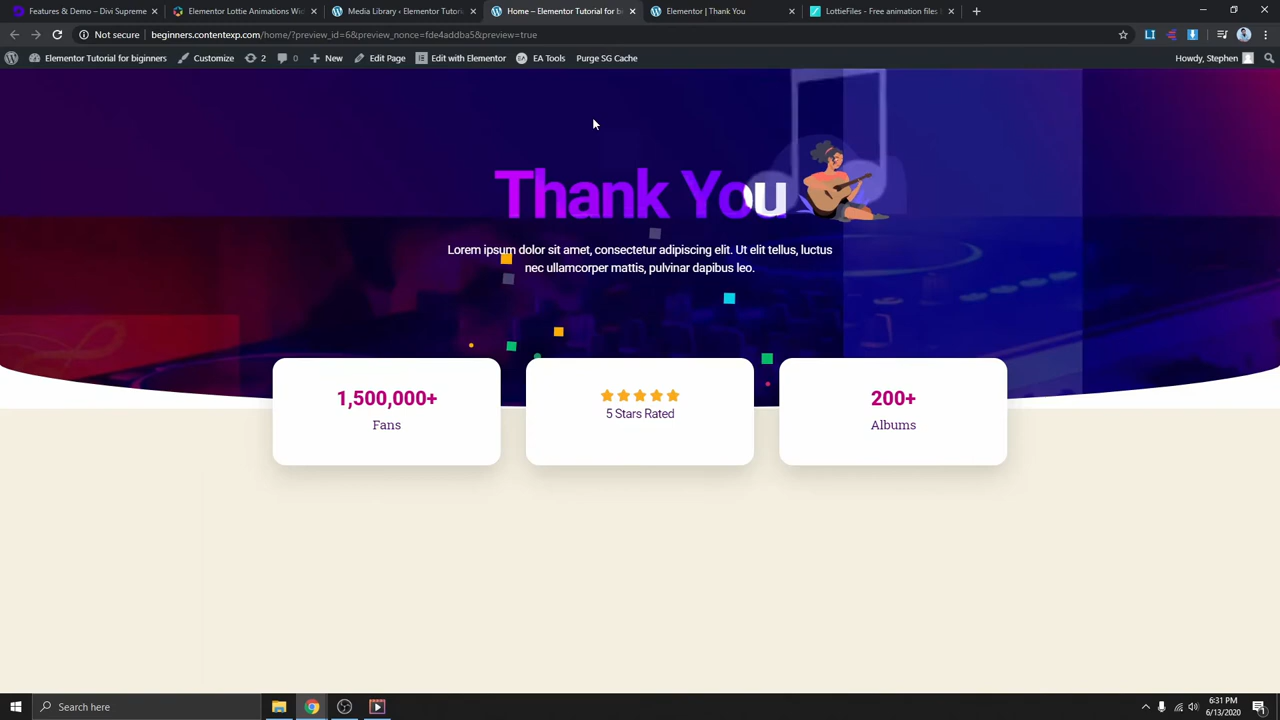 Features & Demo – Divi Supreme
Elementor Lottie Animations Wid
Media Library ‹ Elementor Tutori
Home – Elementor Tutorial for b
Elementor | Thank You
LottieFiles - Free animation files
Not secure
beginners.contentexp.com/home/?preview_id=6&preview_nonce=fde4addba5&preview=true
Elementor Tutorial for beginners
Customize
2
0
New
Edit Page
Edit with Elementor
EA Tools
Purge SG Cache
Howdy, Stephen
Thank You
Lorem ipsum dolor sit amet, consectetur adipiscing elit. Ut elit tellus, luctus
nec ullamcorper mattis, pulvinar dapibus leo.
1,500,000+
Fans
5 Stars Rated
200+
Albums
Search here
6:31 PM
6/13/2020